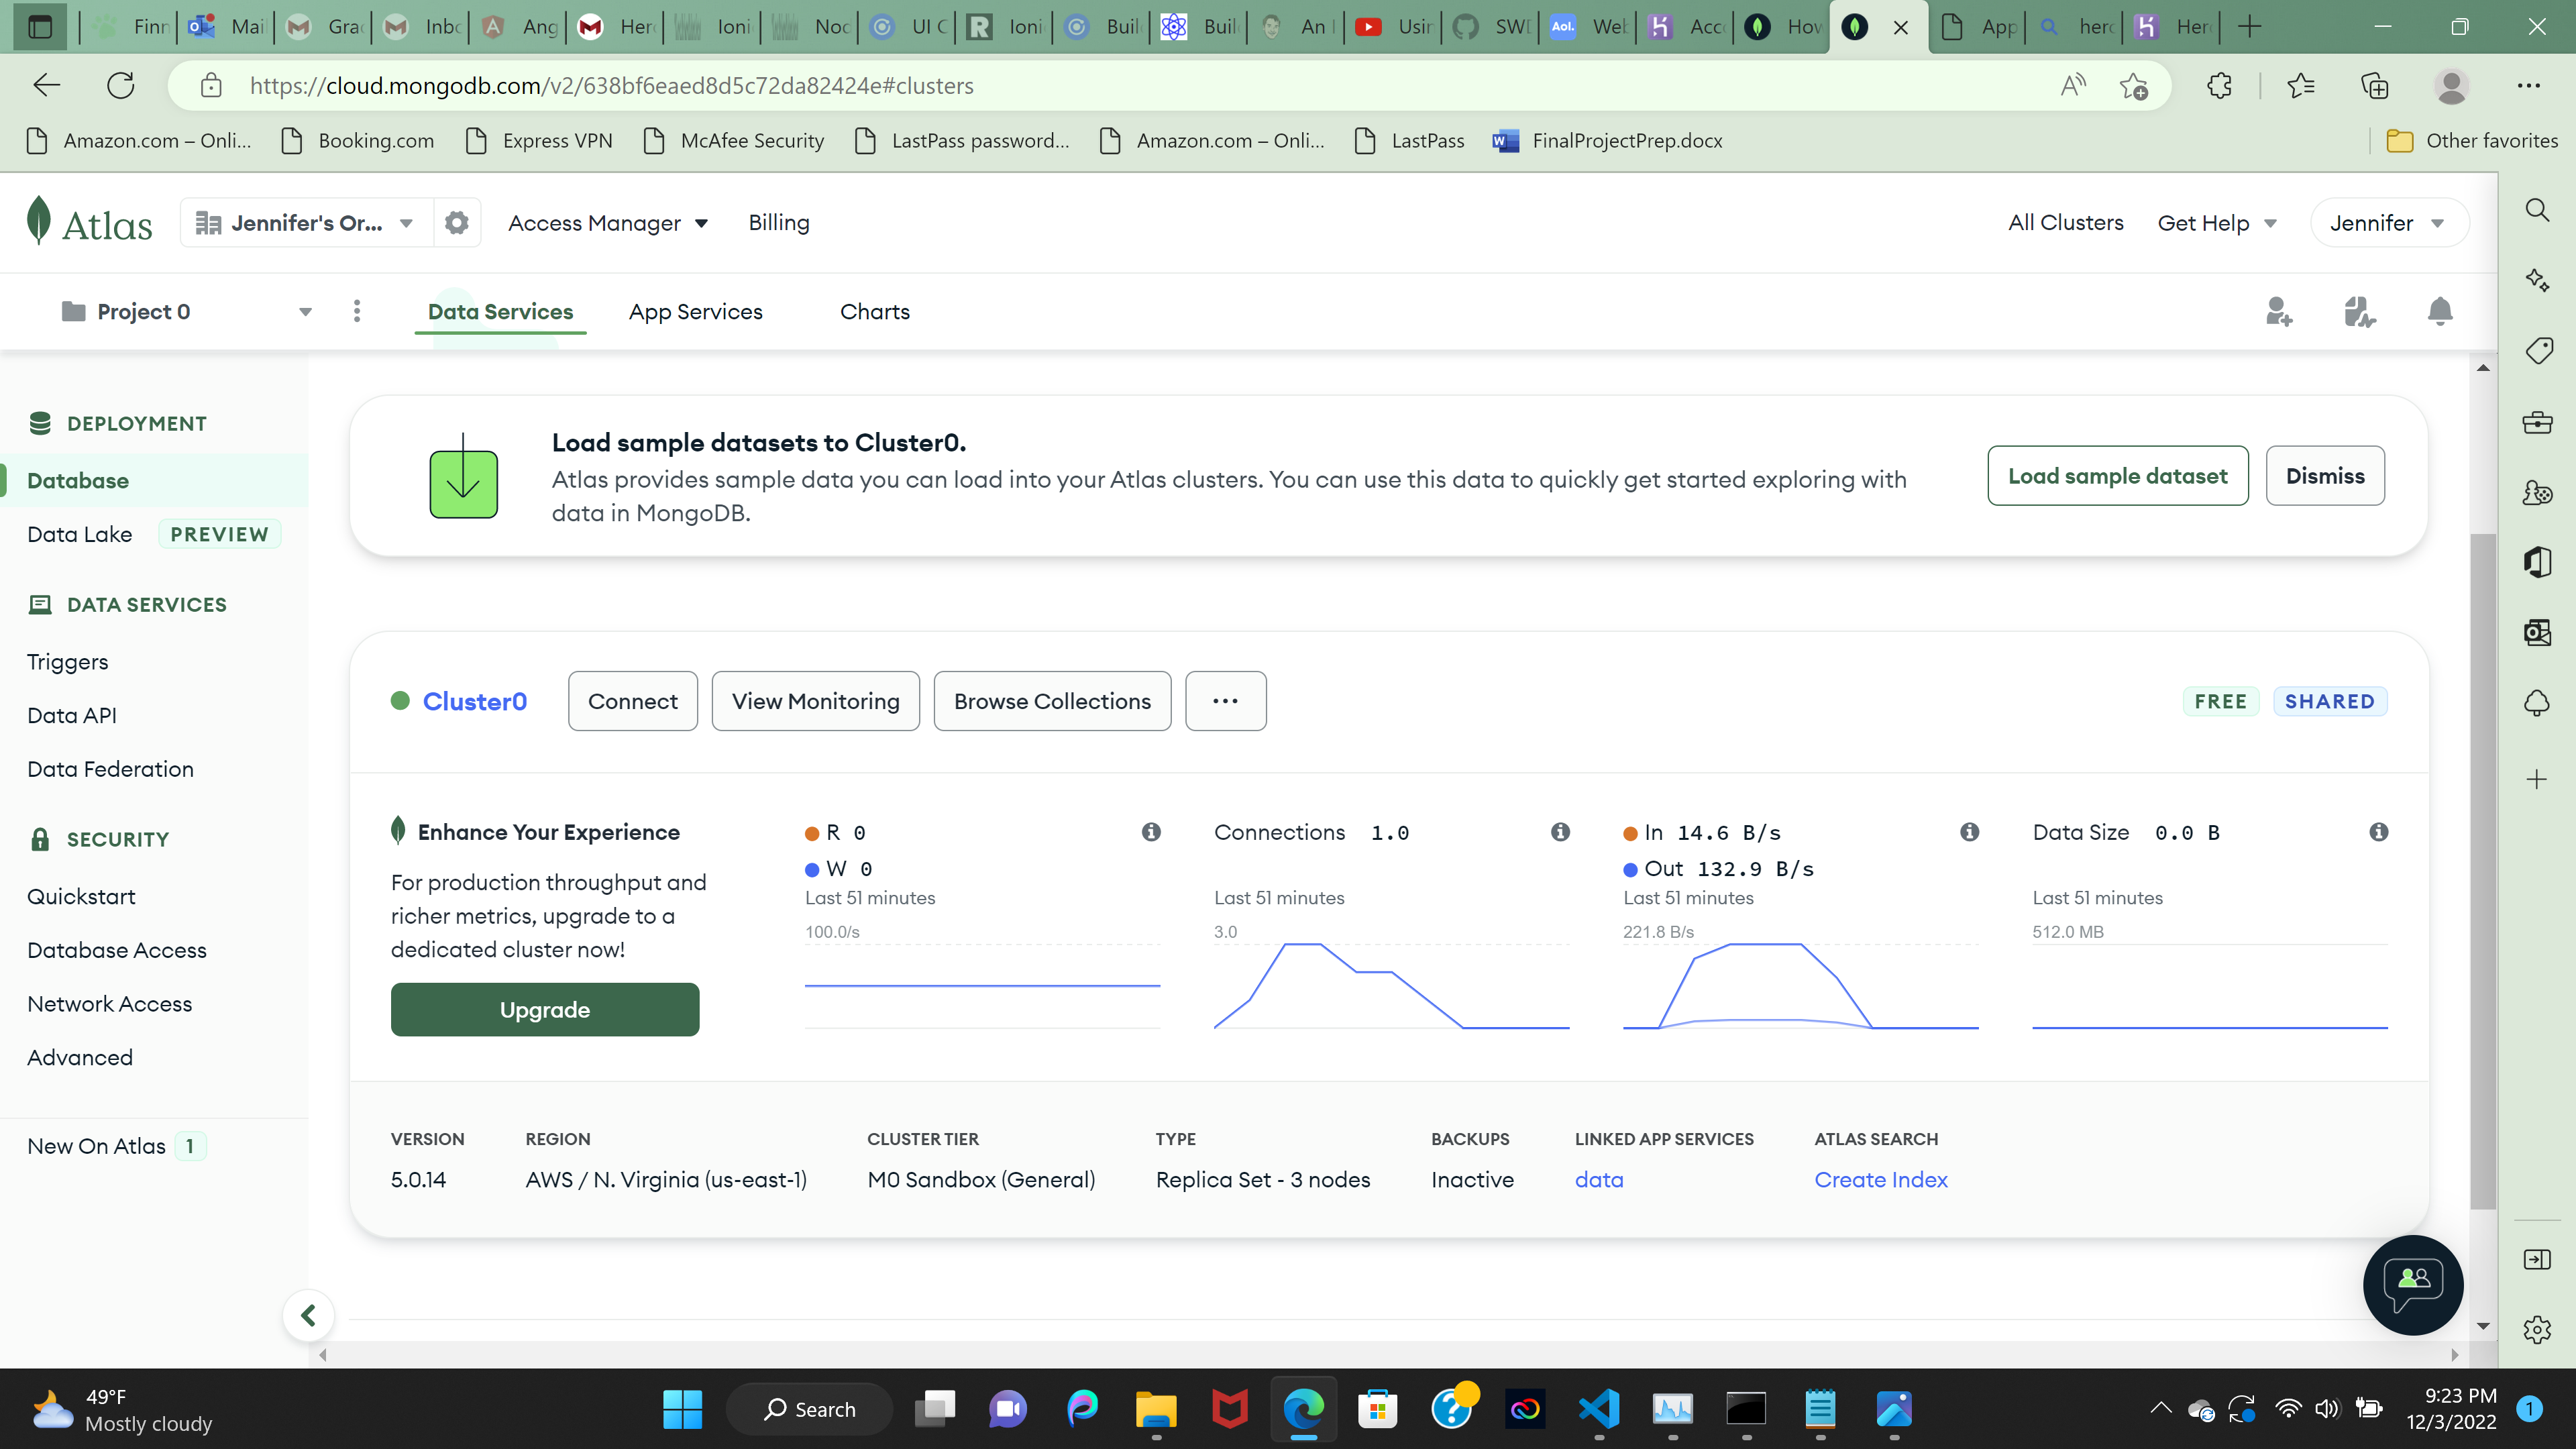 Finn
Mail
Gra
Inbo
Ang
Her
Ioni
Nod
UI C
Ioni
Buil
Buil
An I
Usin
SWD
Aol.
Web
Acc
How
App
herc
Her
https://cloud.mongodb.com/v2/638bf6eaed8d5c72da82424e#clusters
Amazon.com – Onli...
Booking.com
Express VPN
McAfee Security
LastPass password...
Amazon.com – Onli...
LastPass
FinalProjectPrep.docx
Other favorites
Atlas
Jennifer's Or...
Access Manager
Billing
All Clusters
Get Help
Jennifer
Project 0
Data Services
App Services
Charts
DEPLOYMENT
Database
Data Lake PREVIEW
DATA SERVICES
Triggers
Data API
Data Federation
SECURITY
Quickstart
Database Access
Network Access
Advanced
New On Atlas 1
Load sample datasets to Cluster0.
Atlas provides sample data you can load into your Atlas clusters. You can use this data to quickly get started exploring with
data in MongoDB.
Load sample dataset
Dismiss
Cluster0
Connect
View Monitoring
Browse Collections
...
FREE
SHARED
Enhance Your Experience
For production throughput and
richer metrics, upgrade to a
dedicated cluster now!
Upgrade
R 0
W 0
Last 51 minutes
100.0/s
Connections 1.0
Last 51 minutes
3.0
In 14.6 B/s
Out 132.9 B/s
Last 51 minutes
221.8 B/s
Data Size 0.0 B
Last 51 minutes
512.0 MB
VERSION
5.0.14
REGION
AWS / N. Virginia (us-east-1)
CLUSTER TIER
M0 Sandbox (General)
TYPE
Replica Set - 3 nodes
BACKUPS
Inactive
LINKED APP SERVICES
data
ATLAS SEARCH
Create Index
49°F
Mostly cloudy
Search
9:23 PM
12/3/2022
1